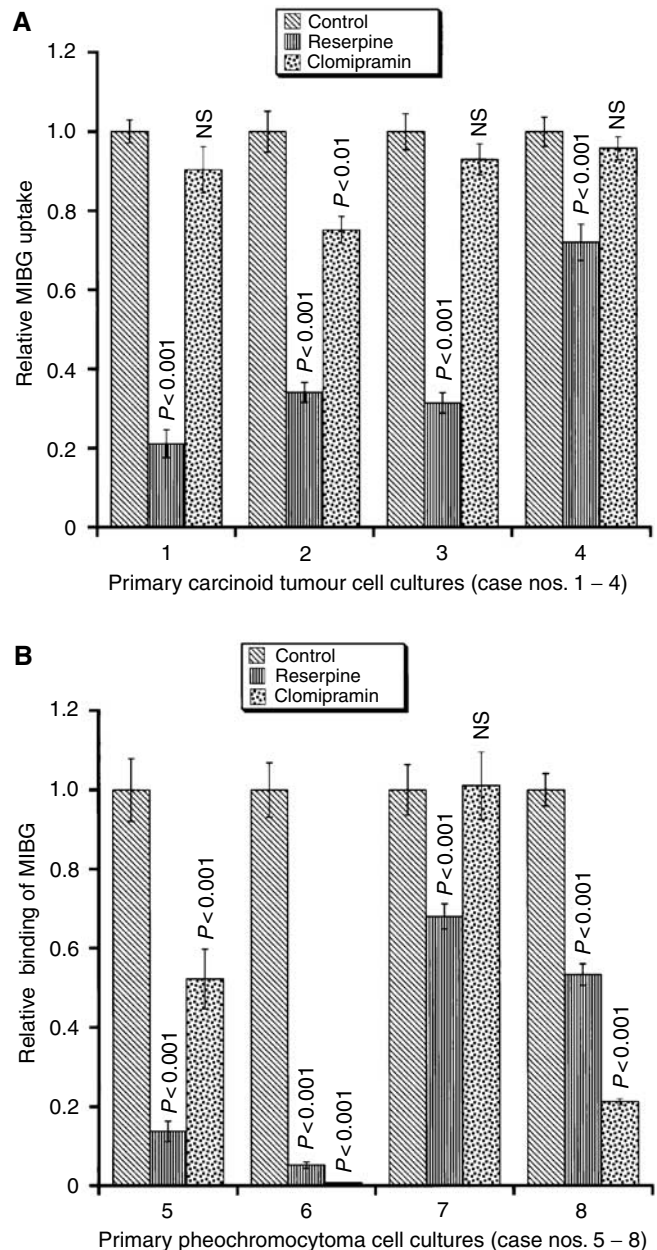 A
Control
Reserpine
Clomipramin
Relative MIBG uptake
1.2
1.0
0.8
0.6
0.4
0.2
0
P<0.001
NS
P<0.001
P<0.01
P<0.001
NS
P<0.001
NS
1 2 3 4
Primary carcinoid tumour cell cultures (case nos. 1 – 4)
B
Control
Reserpine
Clomipramin
Relative binding of MIBG
1.2
1.0
0.8
0.6
0.4
0.2
0
P<0.001
P<0.001
P<0.001
P<0.001
P<0.001
NS
P<0.001
P<0.001
5 6 7 8
Primary pheochromocytoma cell cultures (case nos. 5 – 8)